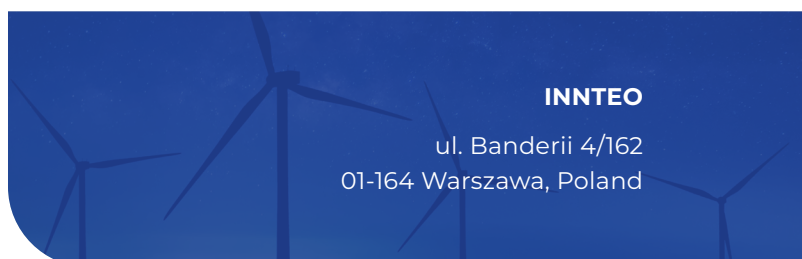 INNTEO
ul. Banderii 4/162
01-164 Warszawa, Poland